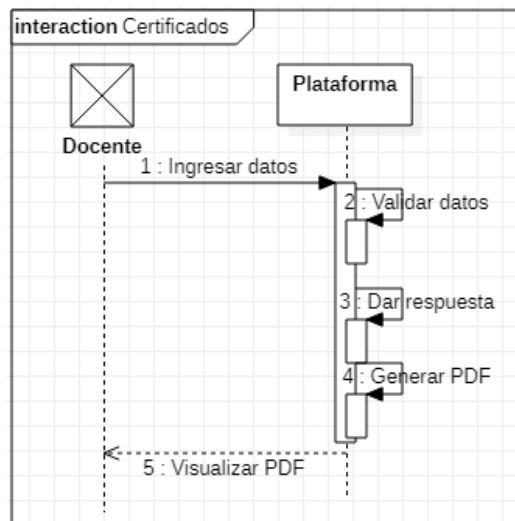 interaction Certificados
Plataforma
Docente
1 : Ingresar datos
2 : Validar datos
3 : Dar respuesta
4 : Generar PDF
5 : Visualizar PDF